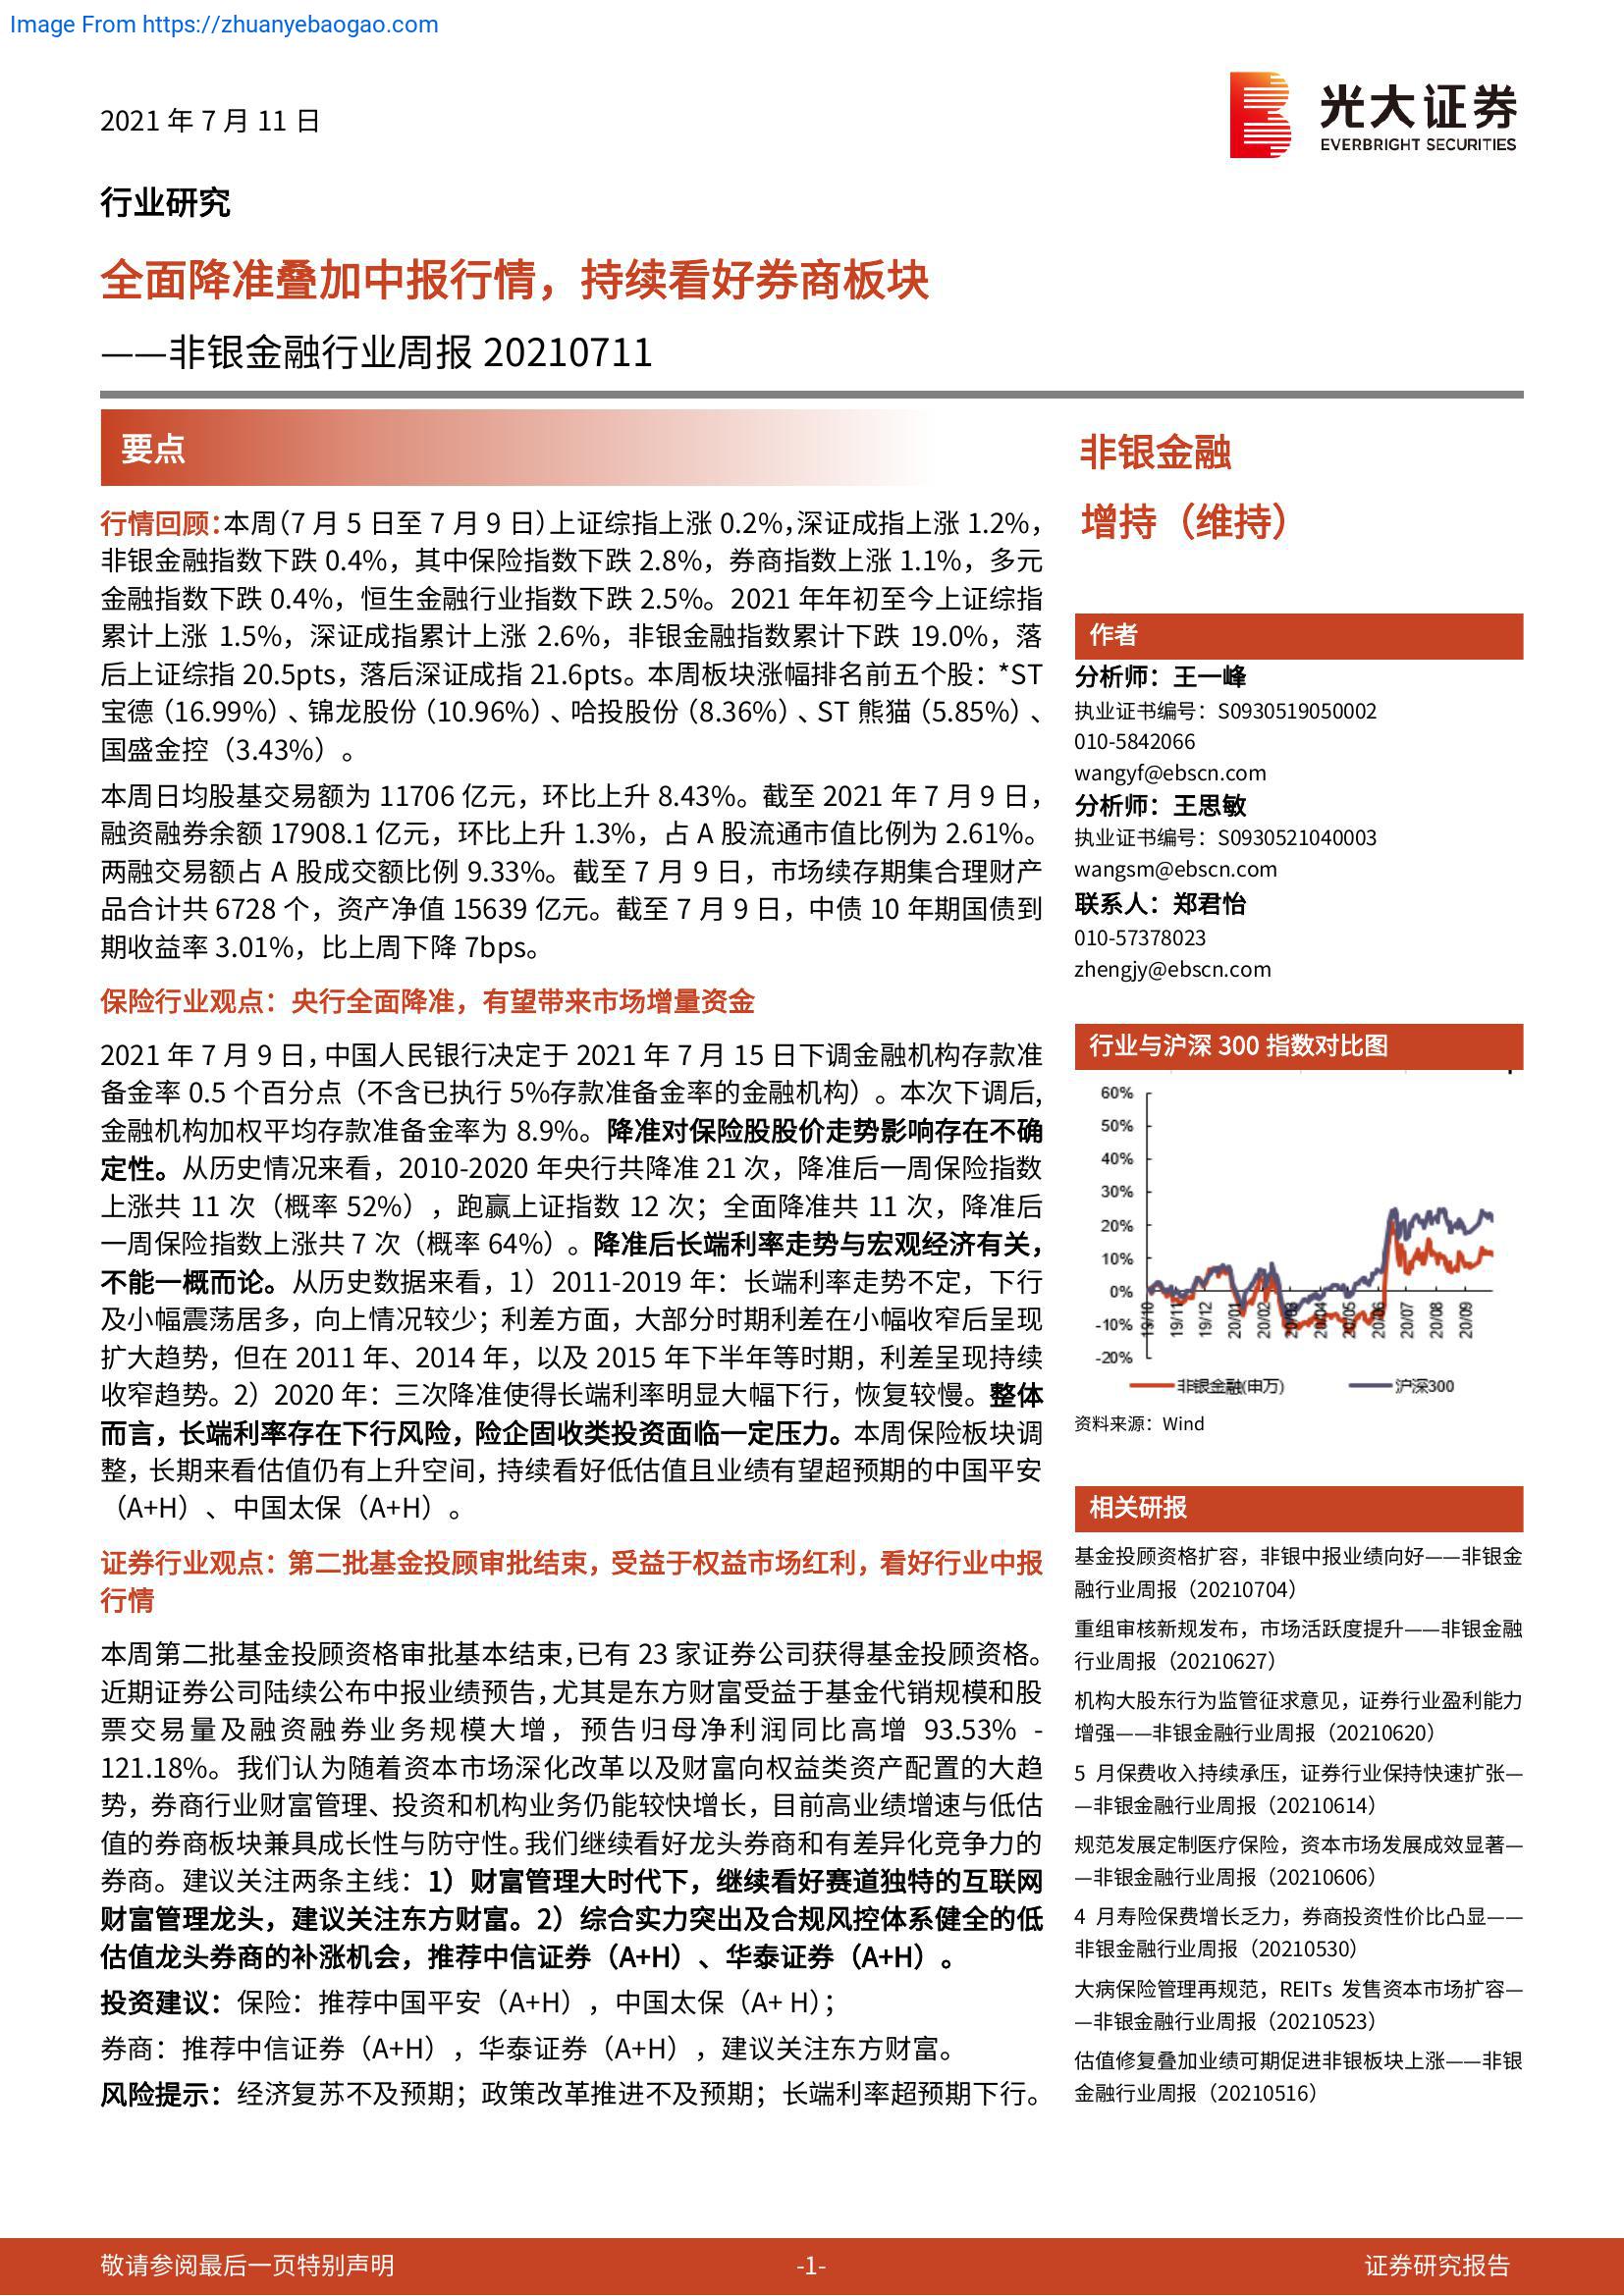 Image From https://zhuanyebaogao.com
2021 年 7 月 11 日
光大证券
EVERBRIGHT SECURITIES
行业研究
全面降准叠加中报行情，持续看好券商板块
——非银金融行业周报 20210711
要点
行情回顾：本周（7 月 5 日至 7 月 9 日）上证综指上涨 0.2%，深证成指上涨 1.2%，
非银金融指数下跌 0.4%，其中保险指数下跌 2.8%，券商指数上涨 1.1%，多元
金融指数下跌 0.4%，恒生金融行业指数下跌 2.5%。2021 年年初至今上证综指
累计上涨 1.5%，深证成指累计上涨 2.6%，非银金融指数累计下跌 19.0%，落
后上证综指 20.5pts，落后深证成指 21.6pts。本周板块涨幅排名前五个股：*ST
宝德（16.99%）、锦龙股份（10.96%）、哈投股份（8.36%）、ST 熊猫（5.85%）、
国盛金控（3.43%）。
本周日均股基交易额为 11706 亿元，环比上升 8.43%。截至 2021 年 7 月 9 日，
融资融券余额 17908.1 亿元，环比上升 1.3%，占 A 股流通市值比例为 2.61%。
两融交易额占 A 股成交额比例 9.33%。截至 7 月 9 日，市场续存期集合理财产
品合计共 6728 个，资产净值 15639 亿元。截至 7 月 9 日，中债 10 年期国债到
期收益率 3.01%，比上周下降 7bps。
保险行业观点：央行全面降准，有望带来市场增量资金
2021 年 7 月 9 日，中国人民银行决定于 2021 年 7 月 15 日下调金融机构存款准
备金率 0.5 个百分点（不含已执行 5%存款准备金率的金融机构）。本次下调后，
金融机构加权平均存款准备金率为 8.9%。降准对保险股股价走势影响存在不确
定性。从历史情况来看，2010-2020 年央行共降准 21 次，降准后一周保险指数
上涨共 11 次（概率 52%），跑赢上证指数 12 次；全面降准共 11 次，降准后
一周保险指数上涨共 7 次（概率 64%）。降准后长端利率走势与宏观经济有关，
不能一概而论。从历史数据来看，1）2011-2019 年：长端利率走势不定，下行
及小幅震荡居多，向上情况较少；利差方面，大部分时期利差在小幅收窄后呈现
扩大趋势，但在 2011 年、2014 年，以及 2015 年下半年等时期，利差呈现持续
收窄趋势。2）2020 年：三次降准使得长端利率明显大幅下行，恢复较慢。整体
而言，长端利率存在下行风险，险企固收类投资面临一定压力。本周保险板块调
整，长期来看估值仍有上升空间，持续看好低估值且业绩有望超预期的中国平安
（A+H）、中国太保（A+H）。
证券行业观点：第二批基金投顾审批结束，受益于权益市场红利，看好行业中报
行情
本周第二批基金投顾资格审批基本结束，已有 23 家证券公司获得基金投顾资格。
近期证券公司陆续公布中报业绩预告，尤其是东方财富受益于基金代销规模和股
票交易量及融资融券业务规模大增，预告归母净利润同比高增 93.53% -
121.18%。我们认为随着资本市场深化改革以及财富向权益类资产配置的大趋
势，券商行业财富管理、投资和机构业务仍能较快增长，目前高业绩增速与低估
值的券商板块兼具成长性与防守性。我们继续看好龙头券商和有差异化竞争力的
券商。建议关注两条主线：1）财富管理大时代下，继续看好赛道独特的互联网
财富管理龙头，建议关注东方财富。2）综合实力突出及合规风控体系健全的低
估值龙头券商的补涨机会，推荐中信证券（A+H）、华泰证券（A+H）。
投资建议：保险：推荐中国平安（A+H），中国太保（A+ H）；
券商：推荐中信证券（A+H），华泰证券（A+H），建议关注东方财富。
风险提示：经济复苏不及预期；政策改革推进不及预期；长端利率超预期下行。
非银金融
增持（维持）
作者
分析师：王一峰
执业证书编号：S0930519050002
010-5842066
wangyf@ebscn.com
分析师：王思敏
执业证书编号：S0930521040003
wangsm@ebscn.com
联系人：郑君怡
010-57378023
zhengjy@ebscn.com
行业与沪深 300 指数对比图
60%
50%
40%
30%
20%
10%
0%
-10%
-20%
19/10 19/11 19/12 20/01 20/02 20/03 20/04 20/05 20/06 20/07 20/08 20/09
非银金融(申万) 沪深300
资料来源：Wind
相关研报
基金投顾资格扩容，非银中报业绩向好——非银金
融行业周报（20210704）
重组审核新规发布，市场活跃度提升——非银金融
行业周报（20210627）
机构大股东行为监管征求意见，证券行业盈利能力
增强——非银金融行业周报（20210620）
5 月保费收入持续承压，证券行业保持快速扩张—
—非银金融行业周报（20210614）
规范发展定制医疗保险，资本市场发展成效显著—
—非银金融行业周报（20210606）
4 月寿险保费增长乏力，券商投资性价比凸显——
非银金融行业周报（20210530）
大病保险管理再规范，REITs 发售资本市场扩容—
—非银金融行业周报（20210523）
估值修复叠加业绩可期促进非银板块上涨——非银
金融行业周报（20210516）
敬请参阅最后一页特别声明
-1-
证券研究报告